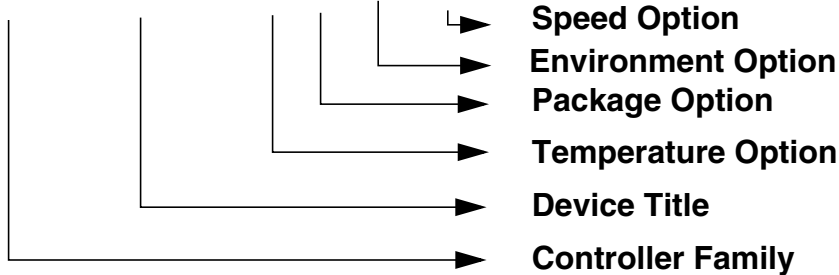 Speed Option
Environment Option
Package Option
Temperature Option
Device Title
Controller Family